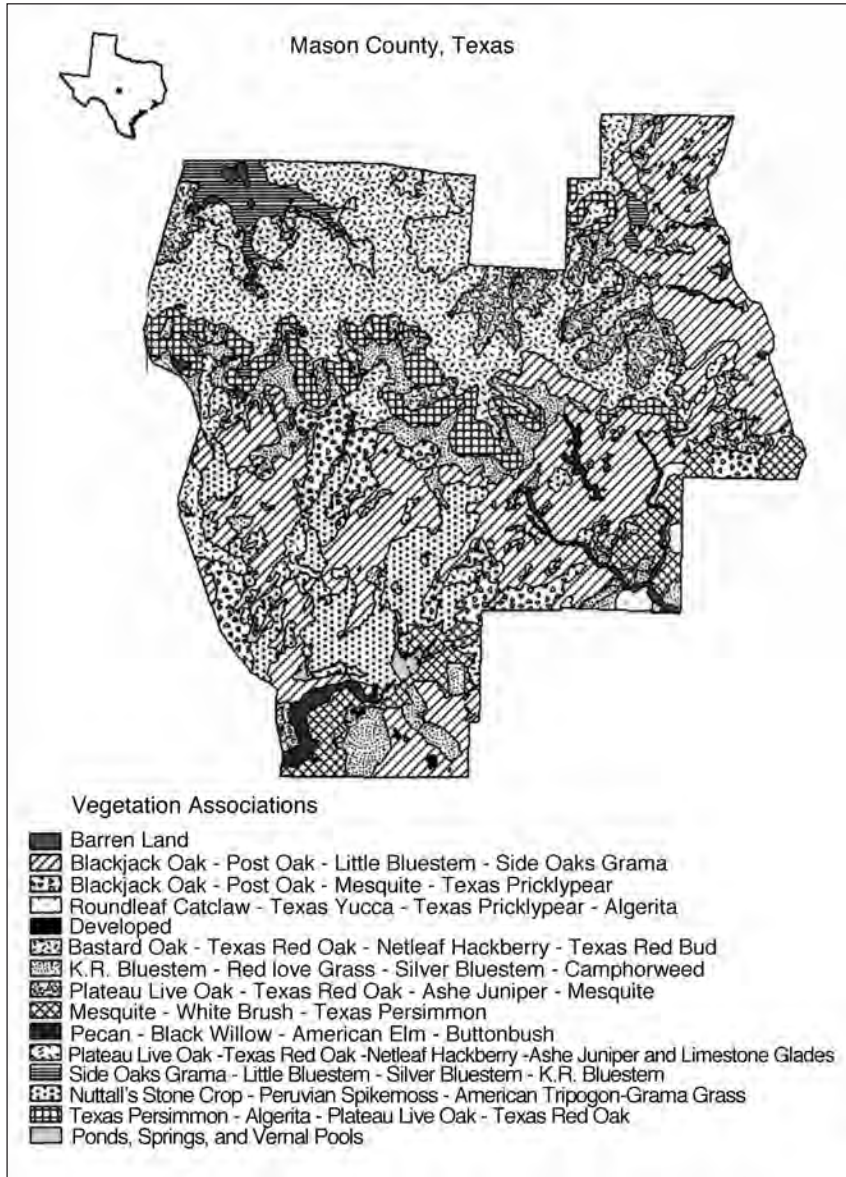 Mason County, Texas
Vegetation Associations
Barren Land
Blackjack Oak - Post Oak - Little Bluestem - Side Oaks Grama
Blackjack Oak - Post Oak - Mesquite - Texas Pricklypear
Roundleaf Catclaw - Texas Yucca - Texas Pricklypear - Algerita
Developed
Bastard Oak - Texas Red Oak - Netleaf Hackberry - Texas Red Bud
K.R. Bluestem - Red love Grass - Silver Bluestem - Camphorweed
Plateau Live Oak - Texas Red Oak - Ashe Juniper - Mesquite
Mesquite - White Brush - Texas Persimmon
Pecan - Black Willow - American Elm - Buttonbush
Plateau Live Oak -Texas Red Oak -Netleaf Hackberry -Ashe Juniper and Limestone Glades
Side Oaks Grama - Little Bluestem - Silver Bluestem - K.R. Bluestem
Nuttall's Stone Crop - Peruvian Spikemoss - American Tripogon-Grama Grass
Texas Persimmon - Algerita - Plateau Live Oak - Texas Red Oak
Ponds, Springs, and Vernal Pools